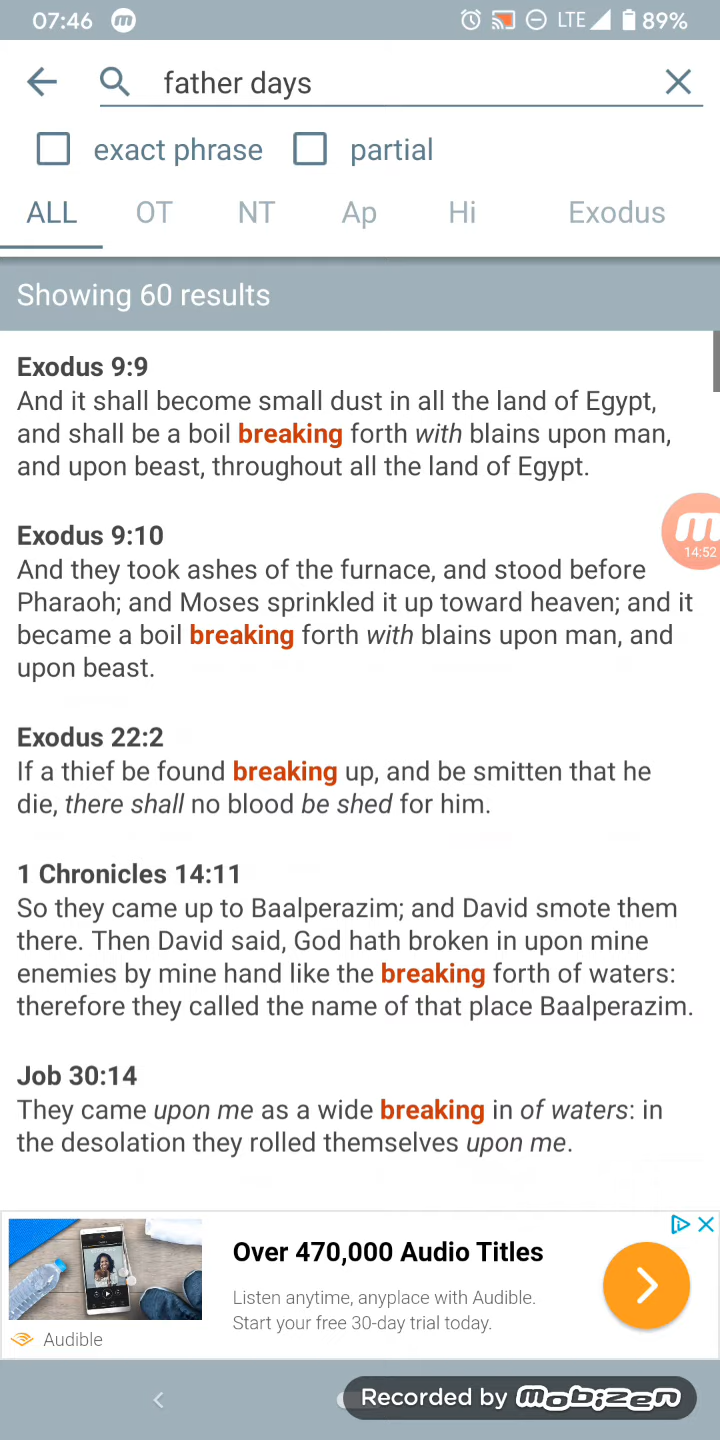 07:46 m LTE 89%
father days
exact phrase partial
ALL OT NT Ap Hi Exodus
Showing 60 results
Exodus 9:9
And it shall become small dust in all the land of Egypt,
and shall be a boil breaking forth with blains upon man,
and upon beast, throughout all the land of Egypt.
Exodus 9:10
And they took ashes of the furnace, and stood before
Pharaoh; and Moses sprinkled it up toward heaven; and it
became a boil breaking forth with blains upon man, and
upon beast.
m
14:52
Exodus 22:2
If a thief be found breaking up, and be smitten that he
die, there shall no blood be shed for him.
1 Chronicles 14:11
So they came up to Baalperazim; and David smote them
there. Then David said, God hath broken in upon mine
enemies by mine hand like the breaking forth of waters:
therefore they called the name of that place Baalperazim.
Job 30:14
They came upon me as a wide breaking in of waters: in
the desolation they rolled themselves upon me.
Over 470,000 Audio Titles
Listen anytime, anyplace with Audible.
Start your free 30-day trial today.
Audible
Recorded by mobizen